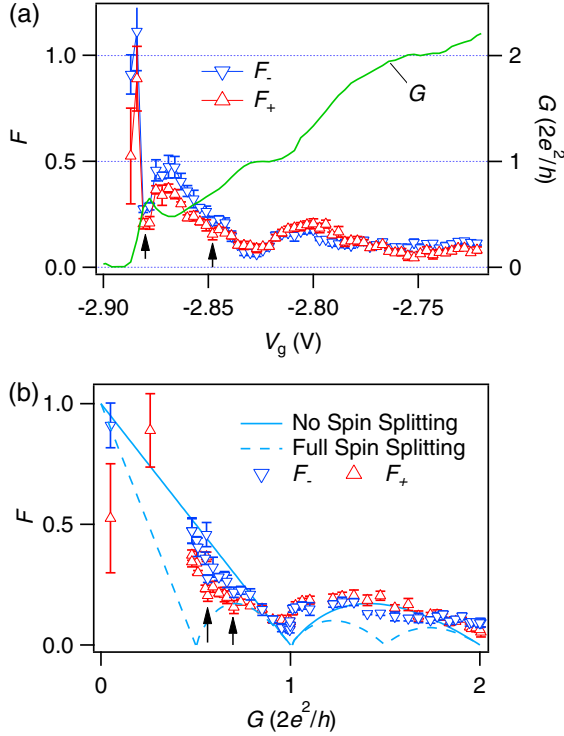 (a)
1.0
0.5
0.0
F
F-
F+
G
2
1
0
G (2e²/h)
-2.90
-2.85
-2.80
-2.75
Vg (V)
(b)
1.0
0.5
0.0
F
No Spin Splitting
Full Spin Splitting
F- F+
0
1
2
G (2e²/h)